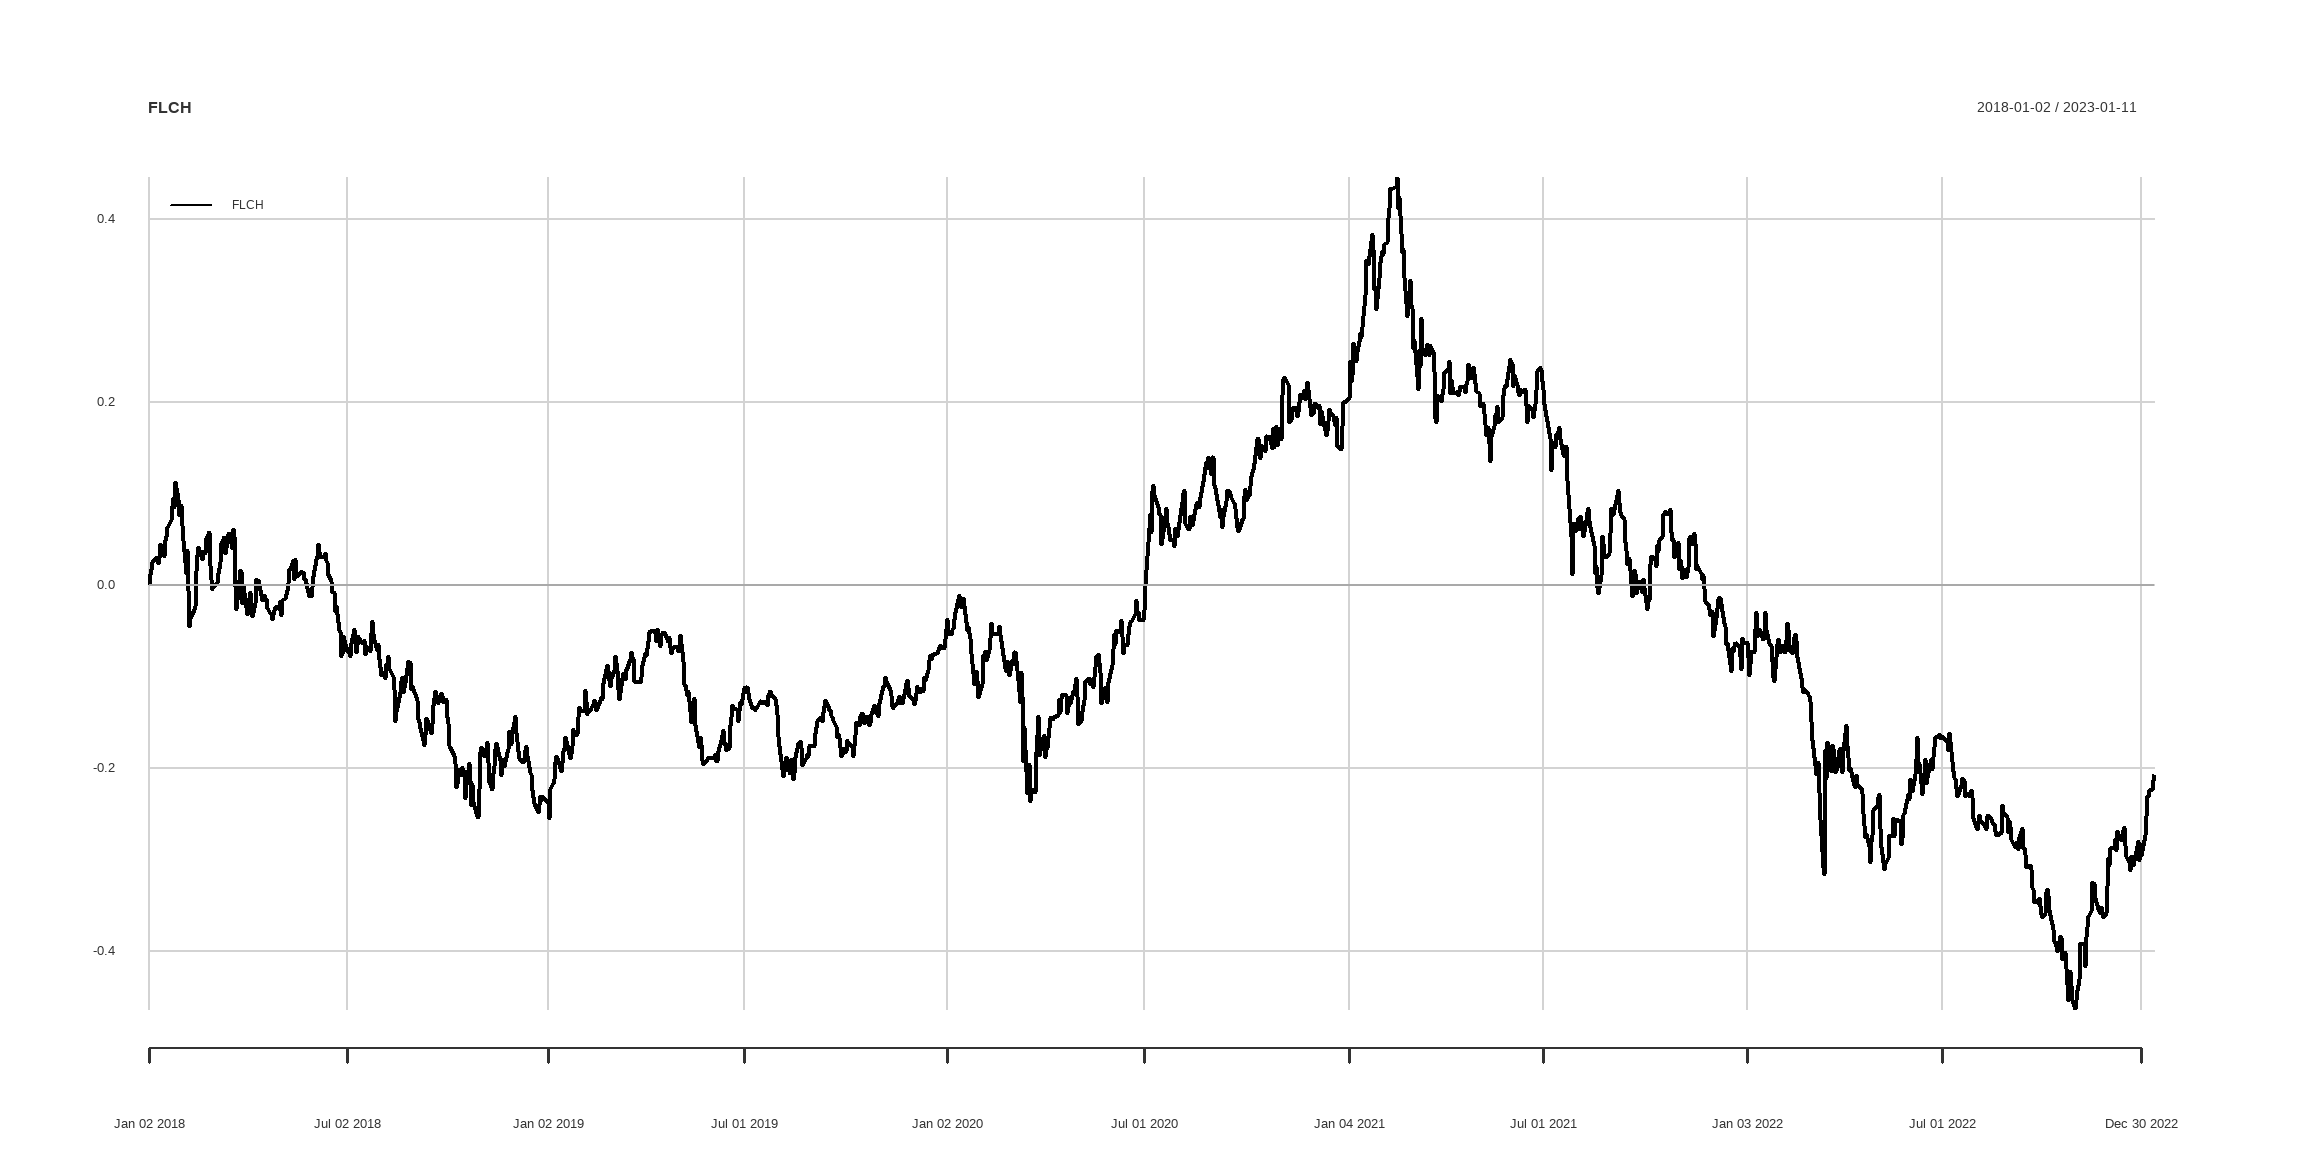 FLCH
2018-01-02 / 2023-01-11
FLCH
0.4
0.2
0.0
-0.2
-0.4
Jan 02 2018
Jul 02 2018
Jan 02 2019
Jul 01 2019
Jan 02 2020
Jul 01 2020
Jan 04 2021
Jul 01 2021
Jan 03 2022
Jul 01 2022
Dec 30 2022